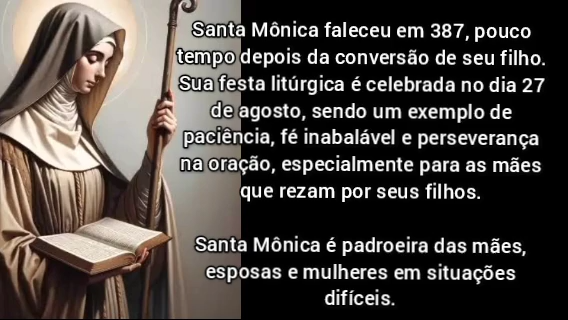 Santa Mônica faleceu em 387, pouco
tempo depois da conversão de seu filho.
Sua festa litúrgica é celebrada no dia 27
de agosto, sendo um exemplo de
paciência, fé inabalável e perseverança
na oração, especialmente para as mães
que rezam por seus filhos.
Santa Mônica é padroeira das mães,
esposas e mulheres em situações
difíceis.